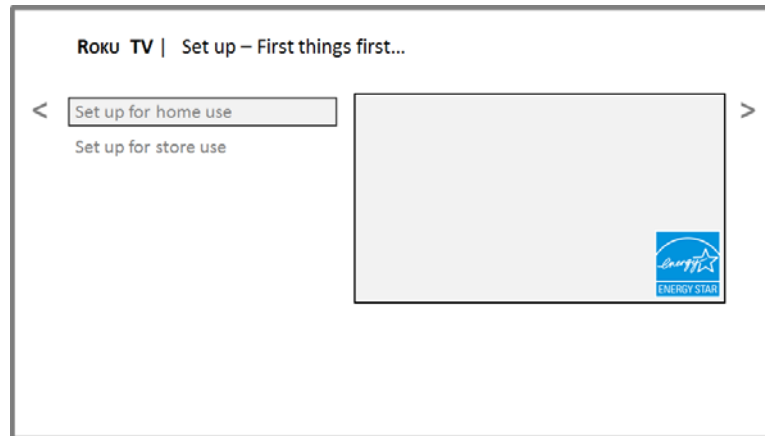 Roku TV | Set up – First things first...
<
Set up for home use
>
Set up for store use
energy
ENERGY STAR